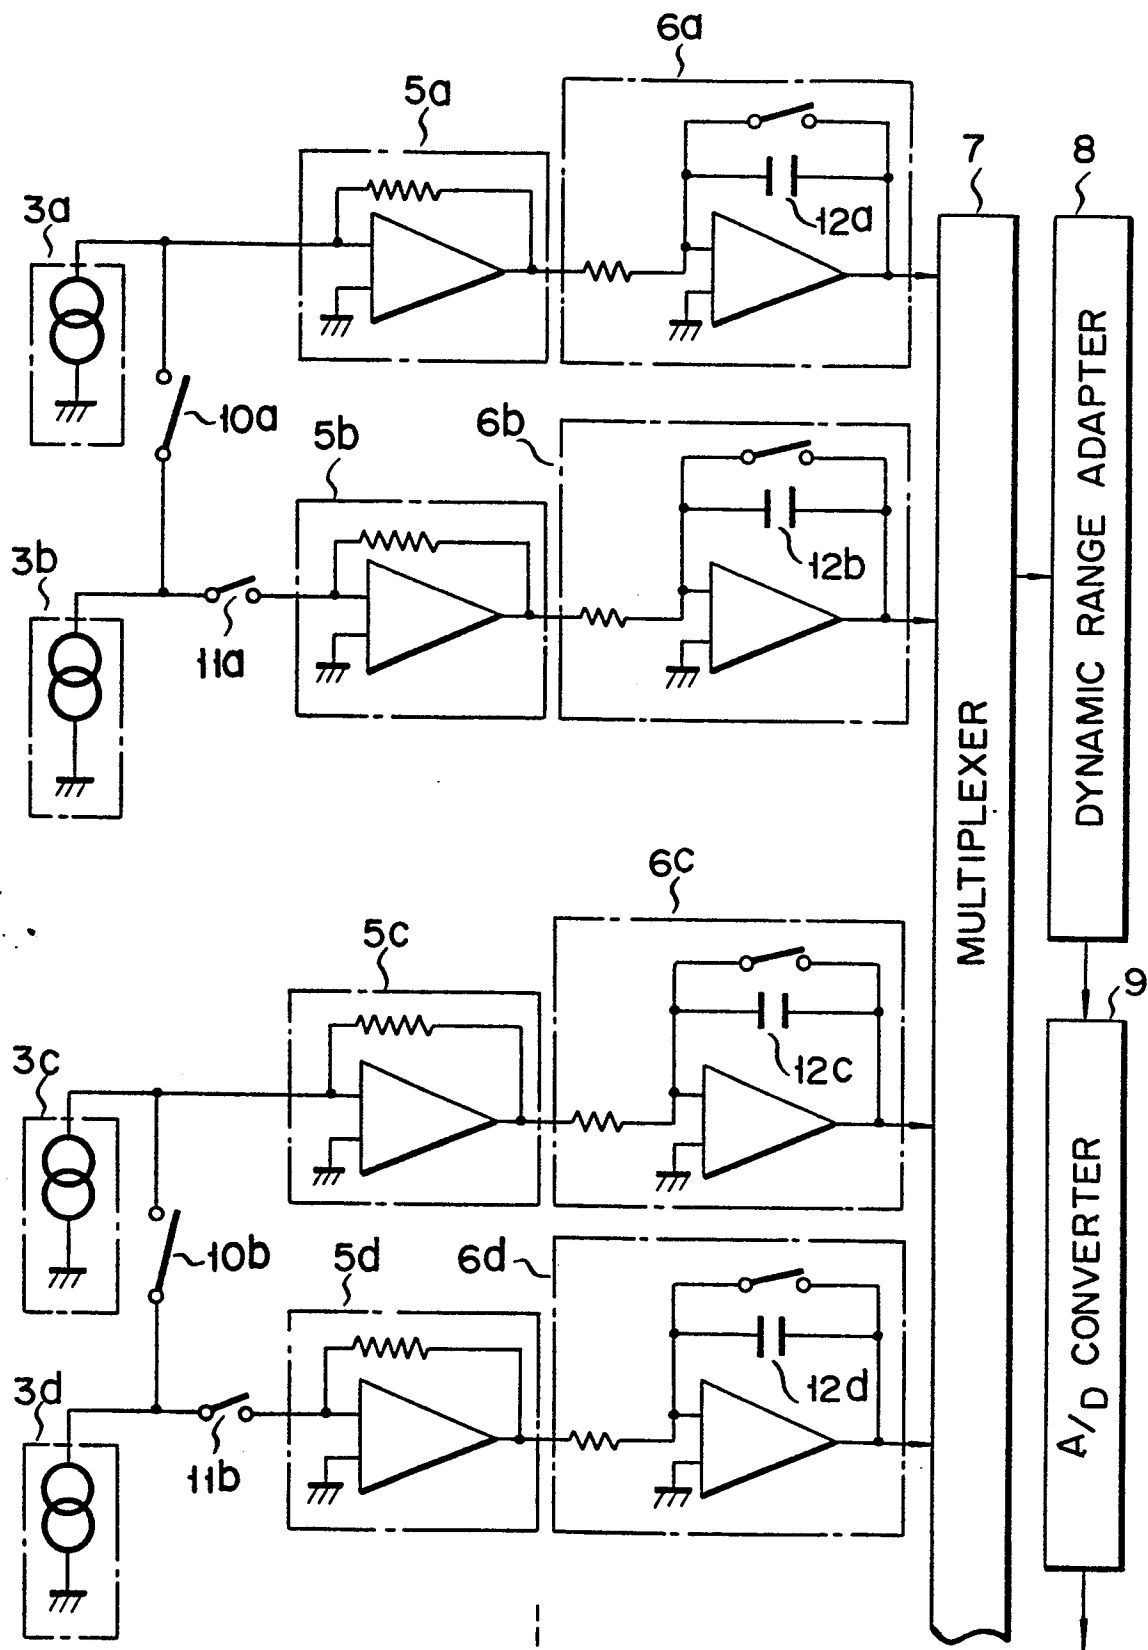 6a
5a
7
8
3a
12a
10a
5b
6b
3b
12b
11a
MULTIPLEXER
DYNAMIC RANGE ADAPTER
6c
5c
9
3c
12c
10b
5d
6d
3d
12d
11b
A/D CONVERTER